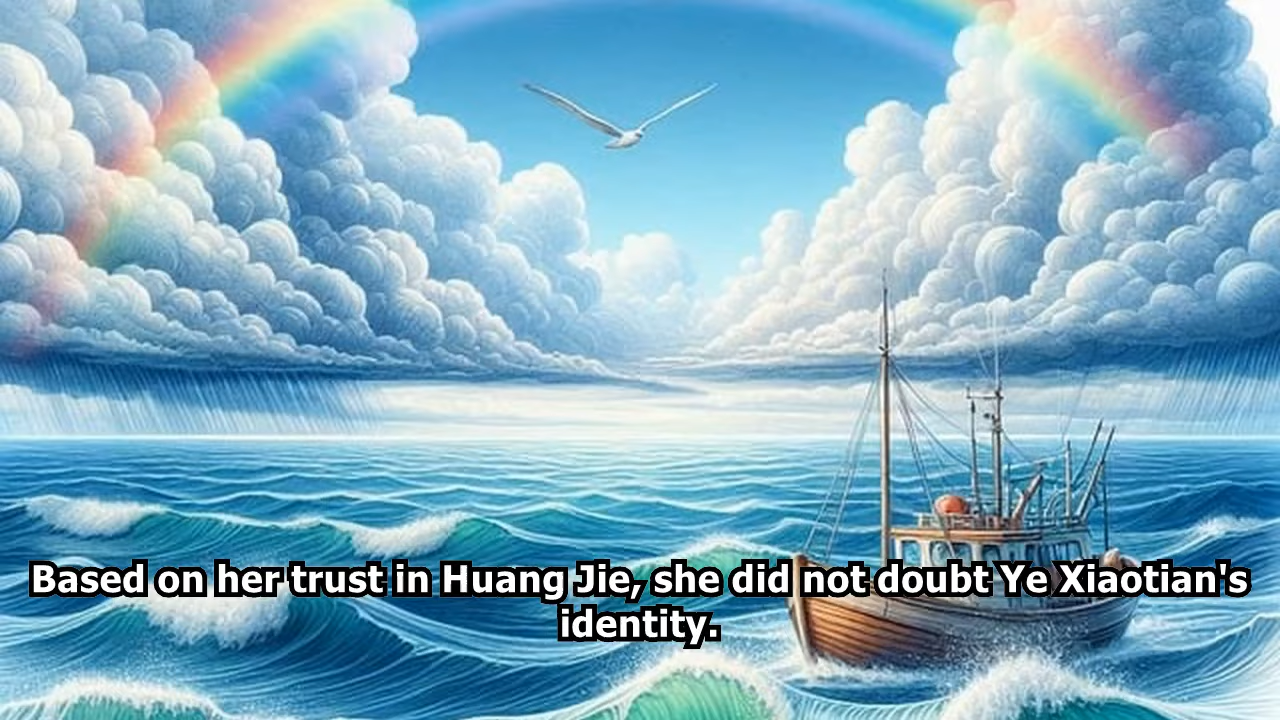 Based on her trust in Huang Jie, she did not doubt Ye Xiaotian's
identity.